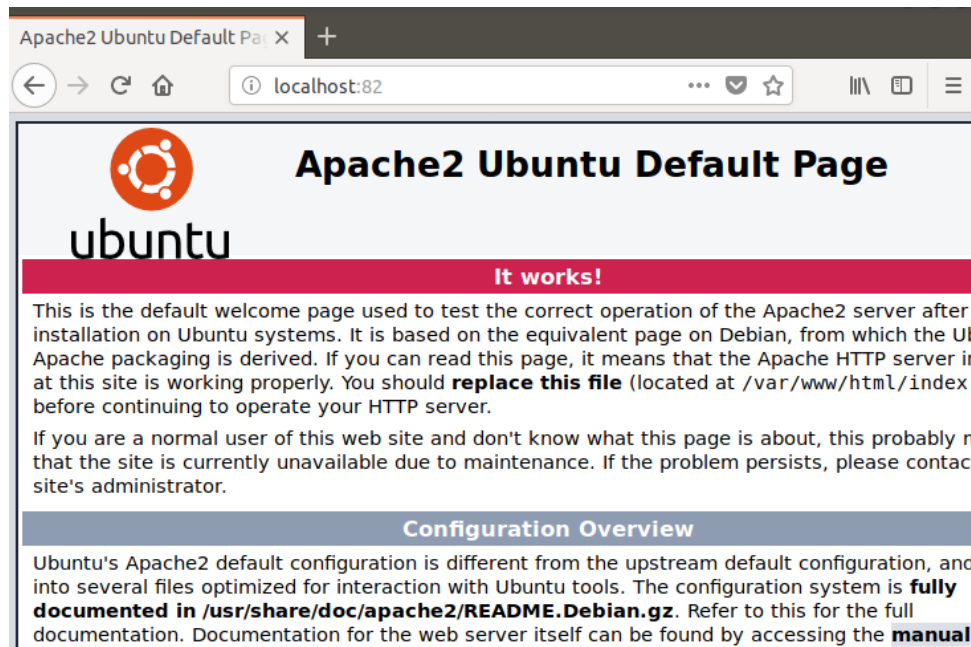 Apache2 Ubuntu Default Pa
localhost:82
Apache2 Ubuntu Default Page
ubuntu
It works!
This is the default welcome page used to test the correct operation of the Apache2 server after
installation on Ubuntu systems. It is based on the equivalent page on Debian, from which the U
Apache packaging is derived. If you can read this page, it means that the Apache HTTP server i
at this site is working properly. You should replace this file (located at /var/www/html/index
before continuing to operate your HTTP server.
If you are a normal user of this web site and don't know what this page is about, this probably
that the site is currently unavailable due to maintenance. If the problem persists, please contac
site's administrator.
Configuration Overview
Ubuntu's Apache2 default configuration is different from the upstream default configuration, and
into several files optimized for interaction with Ubuntu tools. The configuration system is fully
documented in /usr/share/doc/apache2/README.Debian.gz. Refer to this for the full
documentation. Documentation for the web server itself can be found by accessing the manual